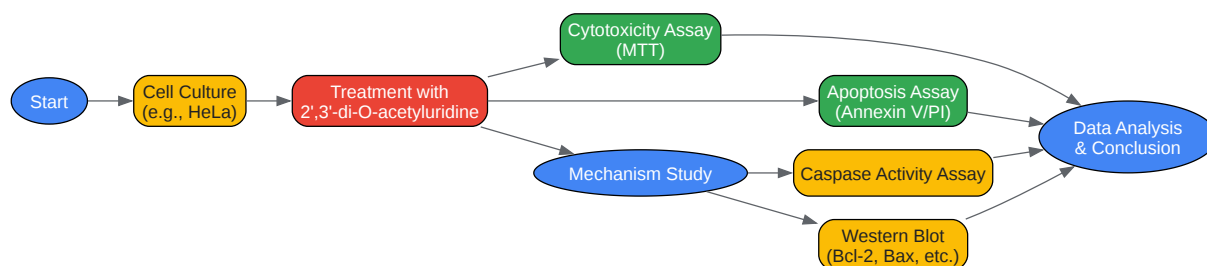 Start
Cell Culture
(e.g., HeLa)
Treatment with
2',3'-di-O-acetyluridine
Cytotoxicity Assay
(MTT)
Apoptosis Assay
(Annexin V/PI)
Mechanism Study
Caspase Activity Assay
Western Blot
(Bcl-2, Bax, etc.)
Data Analysis
& Conclusion